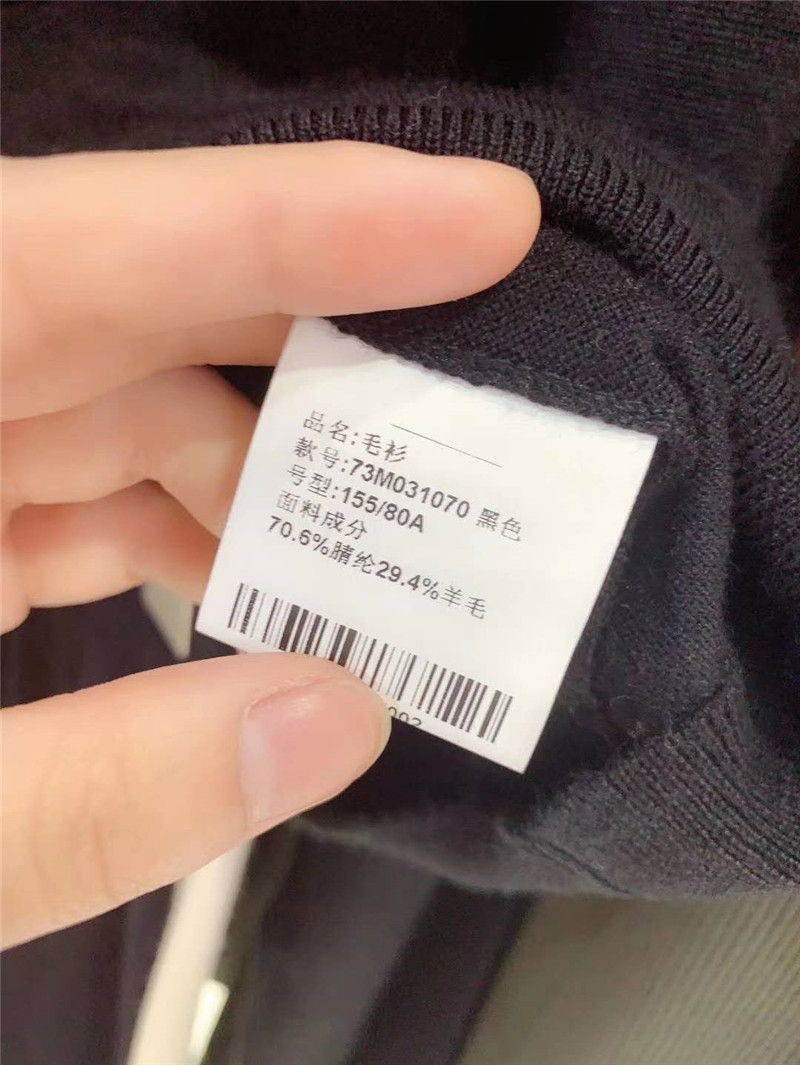 品名:毛衫
款号:73M031070 黑色
号型:155/80A
面料成分
70.6%腈纶29.4%羊毛
002